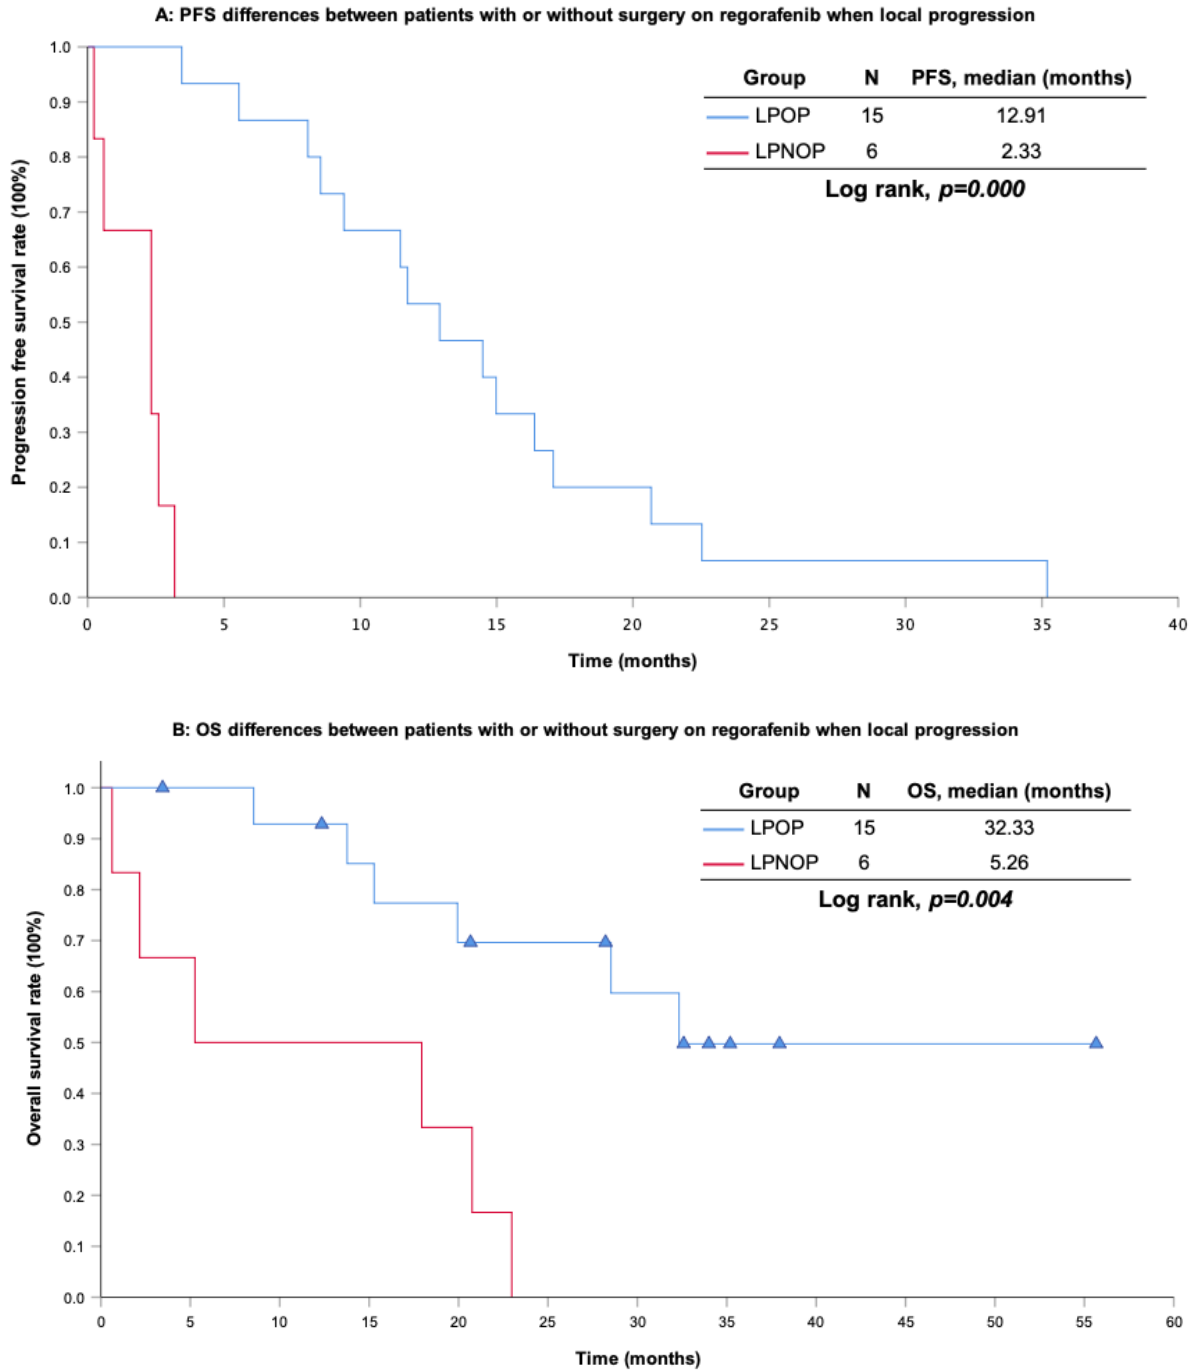 A: PFS differences between patients with or without surgery on regorafenib when local progression
Progression free survival rate (100%)
1.0
0.9
0.8
0.7
0.6
0.5
0.4
0.3
0.2
0.1
0.0
Group N PFS, median (months)
LPOP 15 12.91
LPNOP 6 2.33
Log rank, p=0.000
0 5 10 15 20 25 30 35 40
Time (months)
B: OS differences between patients with or without surgery on regorafenib when local progression
Overall survival rate (100%)
1.0
0.9
0.8
0.7
0.6
0.5
0.4
0.3
0.2
0.1
0.0
Group N OS, median (months)
LPOP 15 32.33
LPNOP 6 5.26
Log rank, p=0.004
0 5 10 15 20 25 30 35 40 45 50 55 60
Time (months)